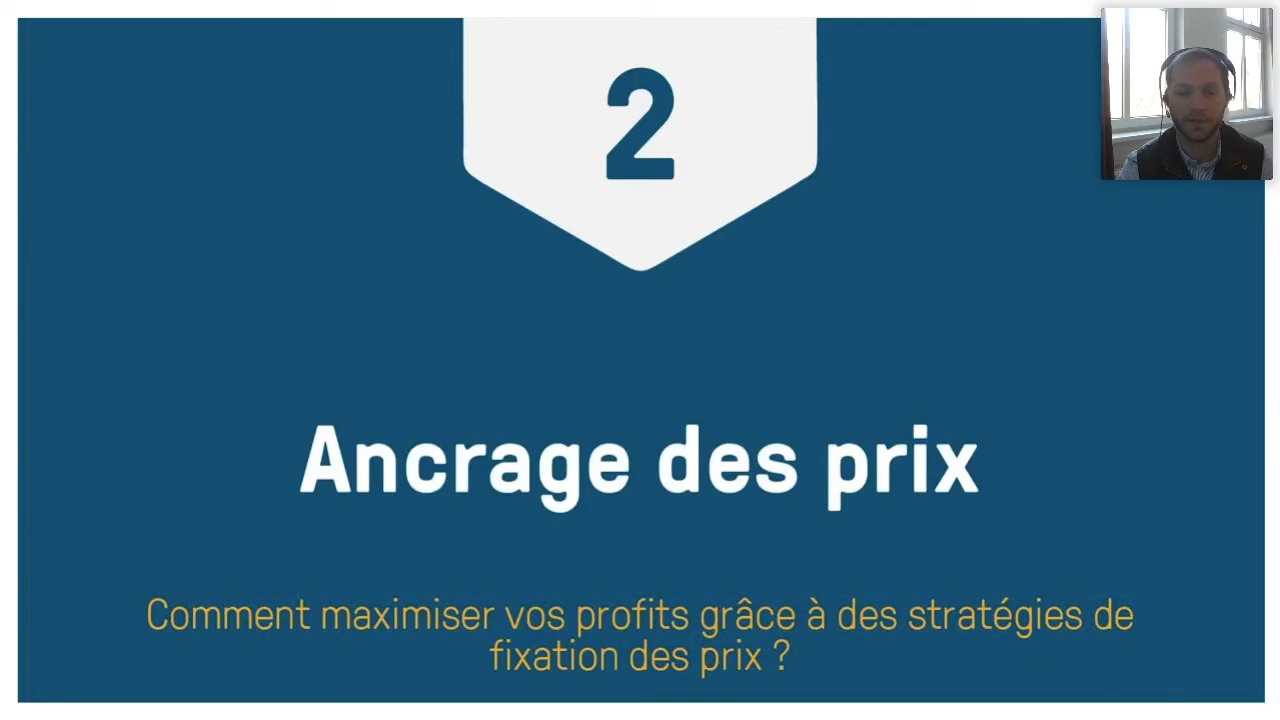 2
Ancrage des prix
Comment maximiser vos profits grâce à des stratégies de
fixation des prix ?